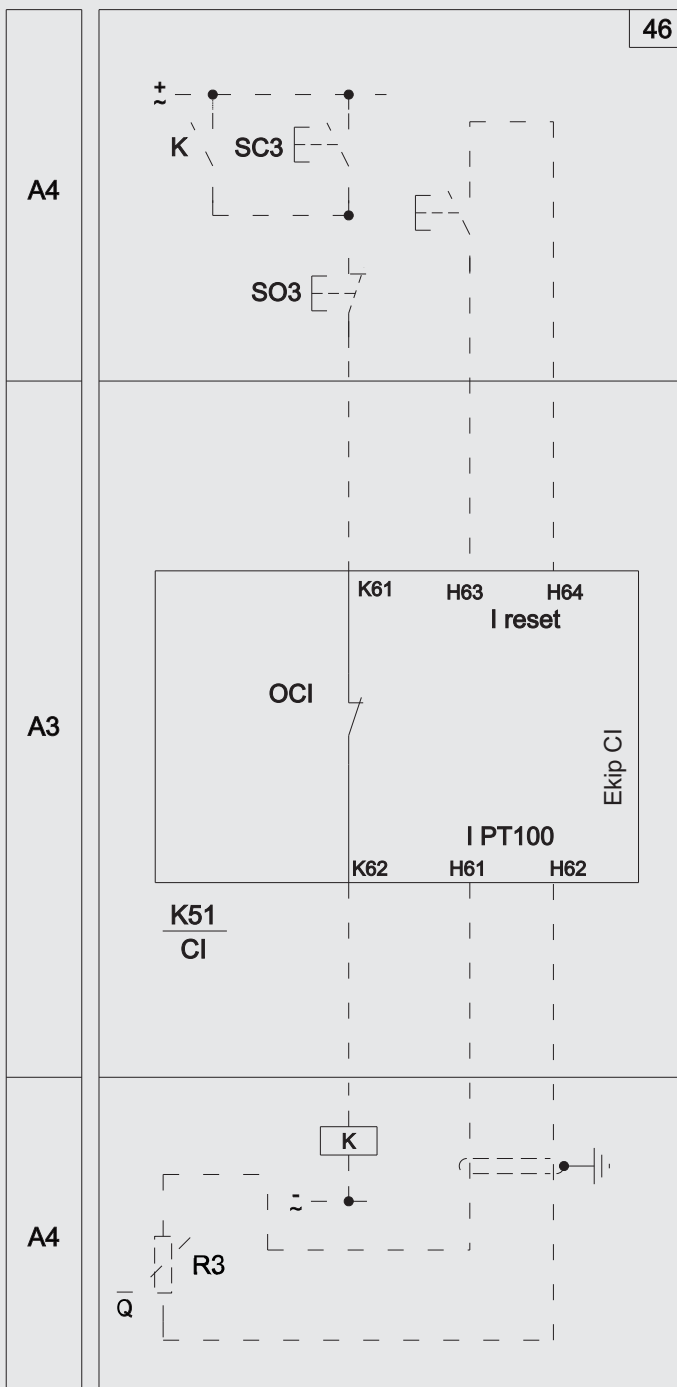 46
+
~
K SC3
A4
SO3
K61 H63 H64
I reset
OCI
A3
Ekip CI
I PT100
K62 H61 H62
K51
CI
K
-
~
A4
R3
Q̅